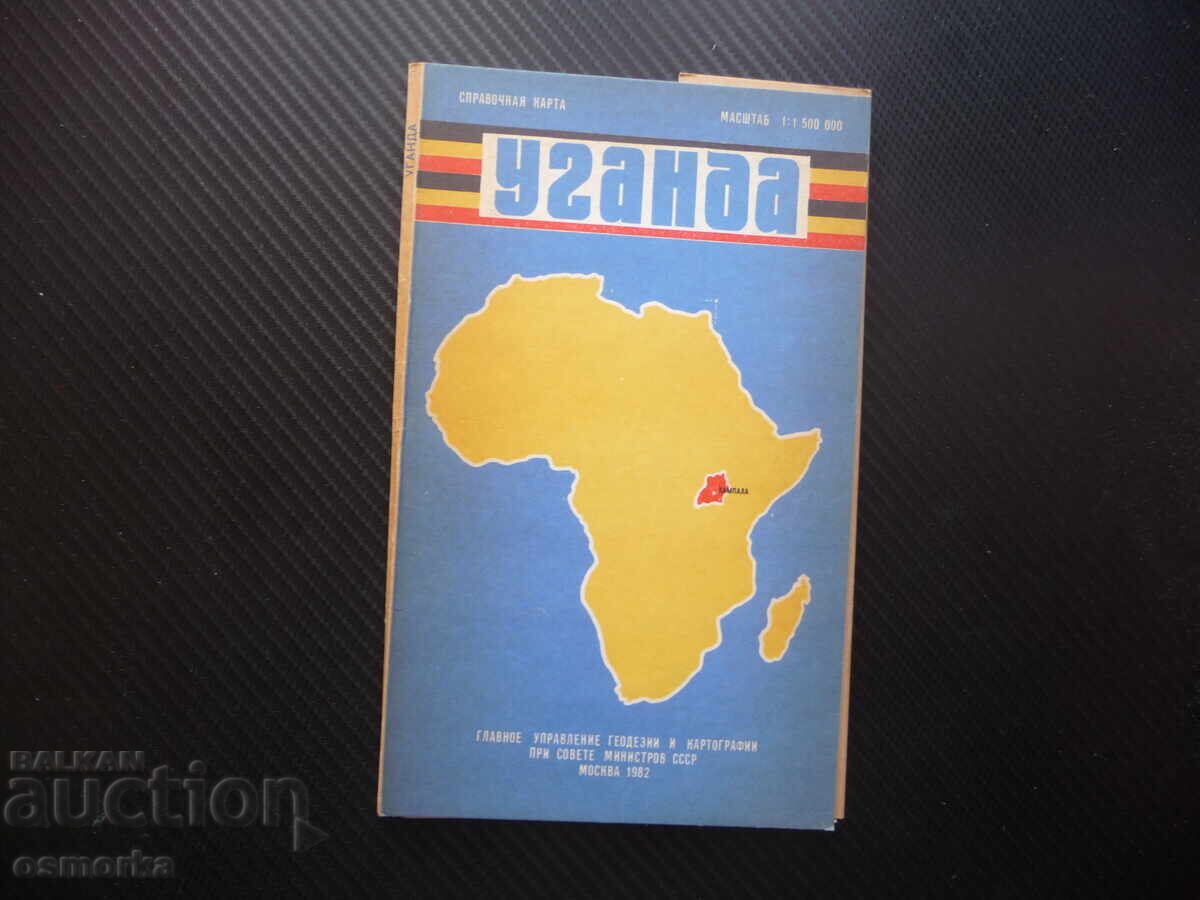 СПРАВОЧНАЯ КАРТА
МАСШТАБ 1:1 500 000
УГАНДА
уганда
КАМПАЛА
ГЛАВНОЕ УПРАВЛЕНИЕ ГЕОДЕЗИИ И КАРТОГРАФИИ
ПРИ СОВЕТЕ МИНИСТРОВ СССР
МОСКВА 1982
BALKAN
auction
osmorka